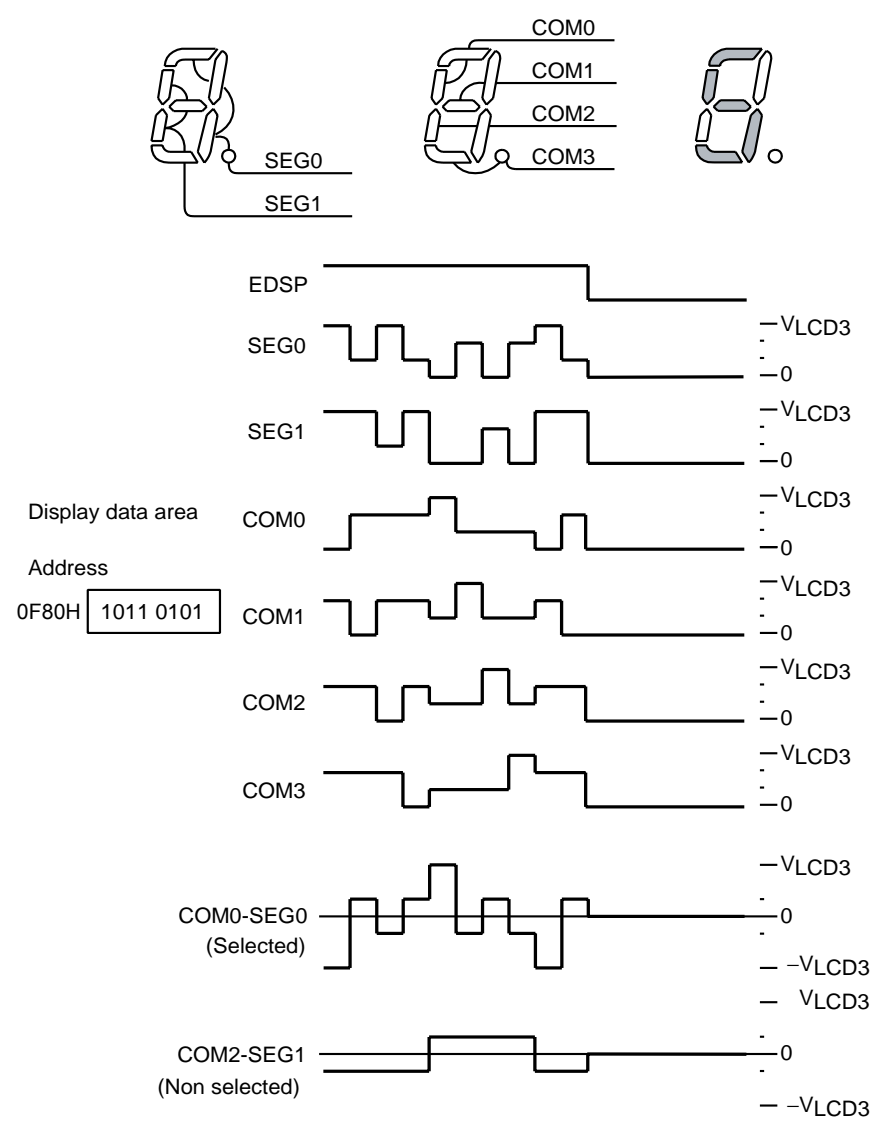 COM0
COM1
COM2
COM3
SEG0
SEG1
EDSP
VLCD3
SEG0
0
VLCD3
SEG1
0
VLCD3
Display data area
COM0
0
Address
VLCD3
0F80H 1011 0101
COM1
0
VLCD3
COM2
0
VLCD3
COM3
0
VLCD3
COM0-SEG0
0
(Selected)
−VLCD3
VLCD3
COM2-SEG1
0
(Non selected)
−VLCD3